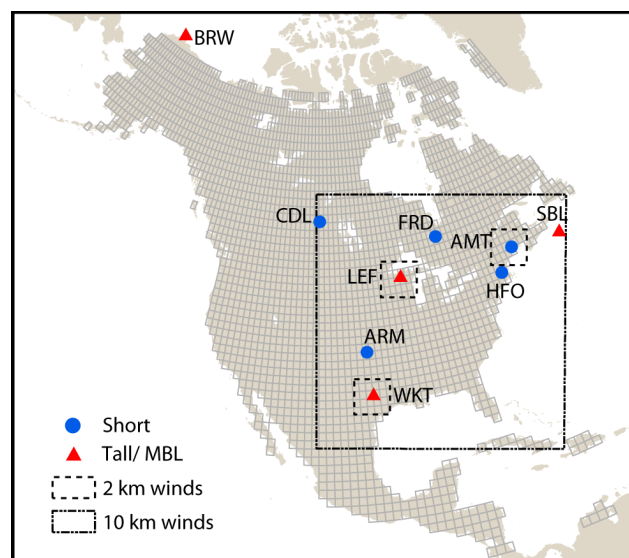 BRW
CDL
FRD
SBL
AMT
LEF
HFO
ARM
WKT
Short
Tall/ MBL
2 km winds
10 km winds